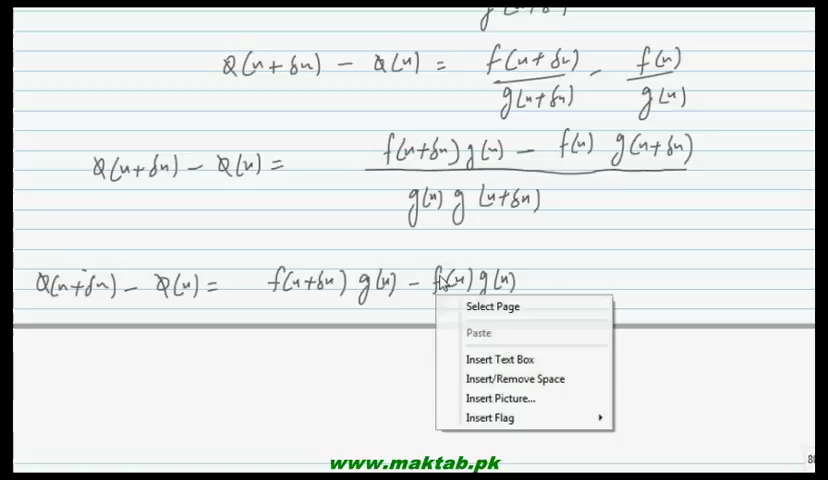 g(x+δx)
Q(x+δx) - Q(x) = f(x+δx) / g(x+δx) - f(x) / g(x)
Q(x+δx) - Q(x) = f(x+δx) g(x) - f(x) g(x+δx) / g(x) g(x+δx)
Q(x+δx) - Q(x) = f(x+δx) g(x) - f(x) g(x)
Select Page
Paste
Insert Text Box
Insert/Remove Space
Insert Picture...
Insert Flag
www.maktab.pk